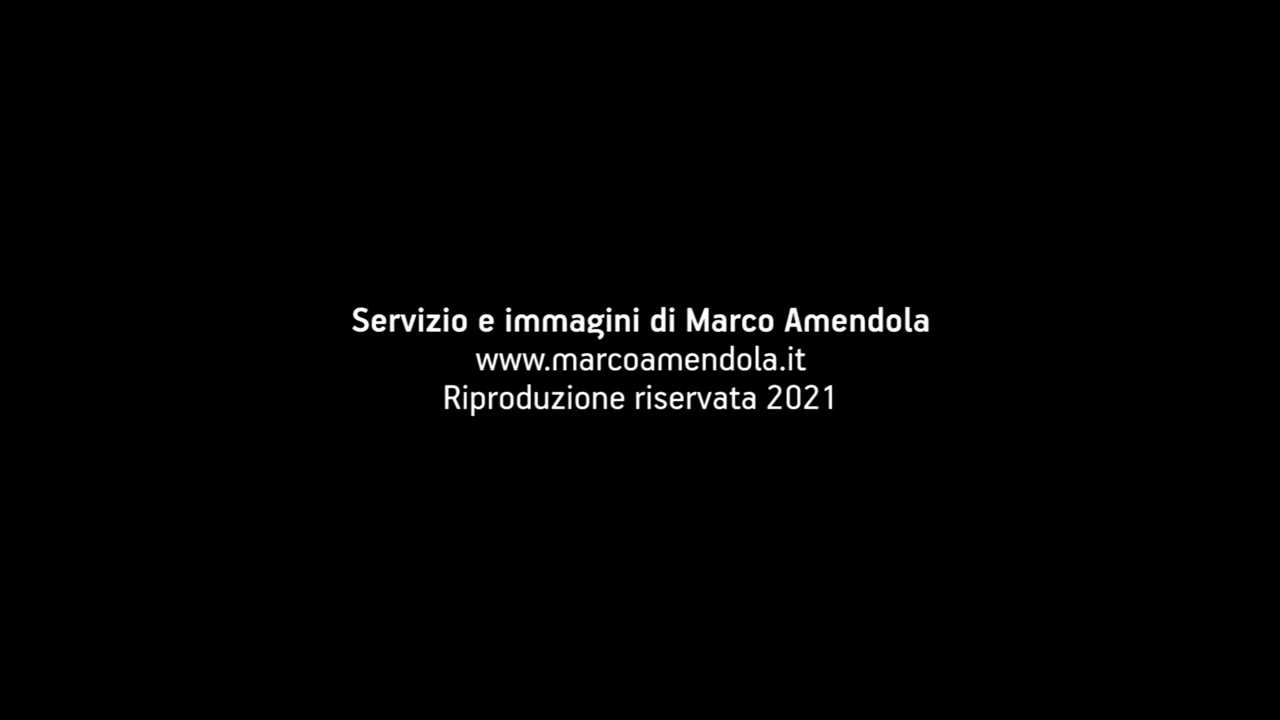 Servizio e immagini di Marco Amendola
www.marcoamendola.it
Riproduzione riservata 2021